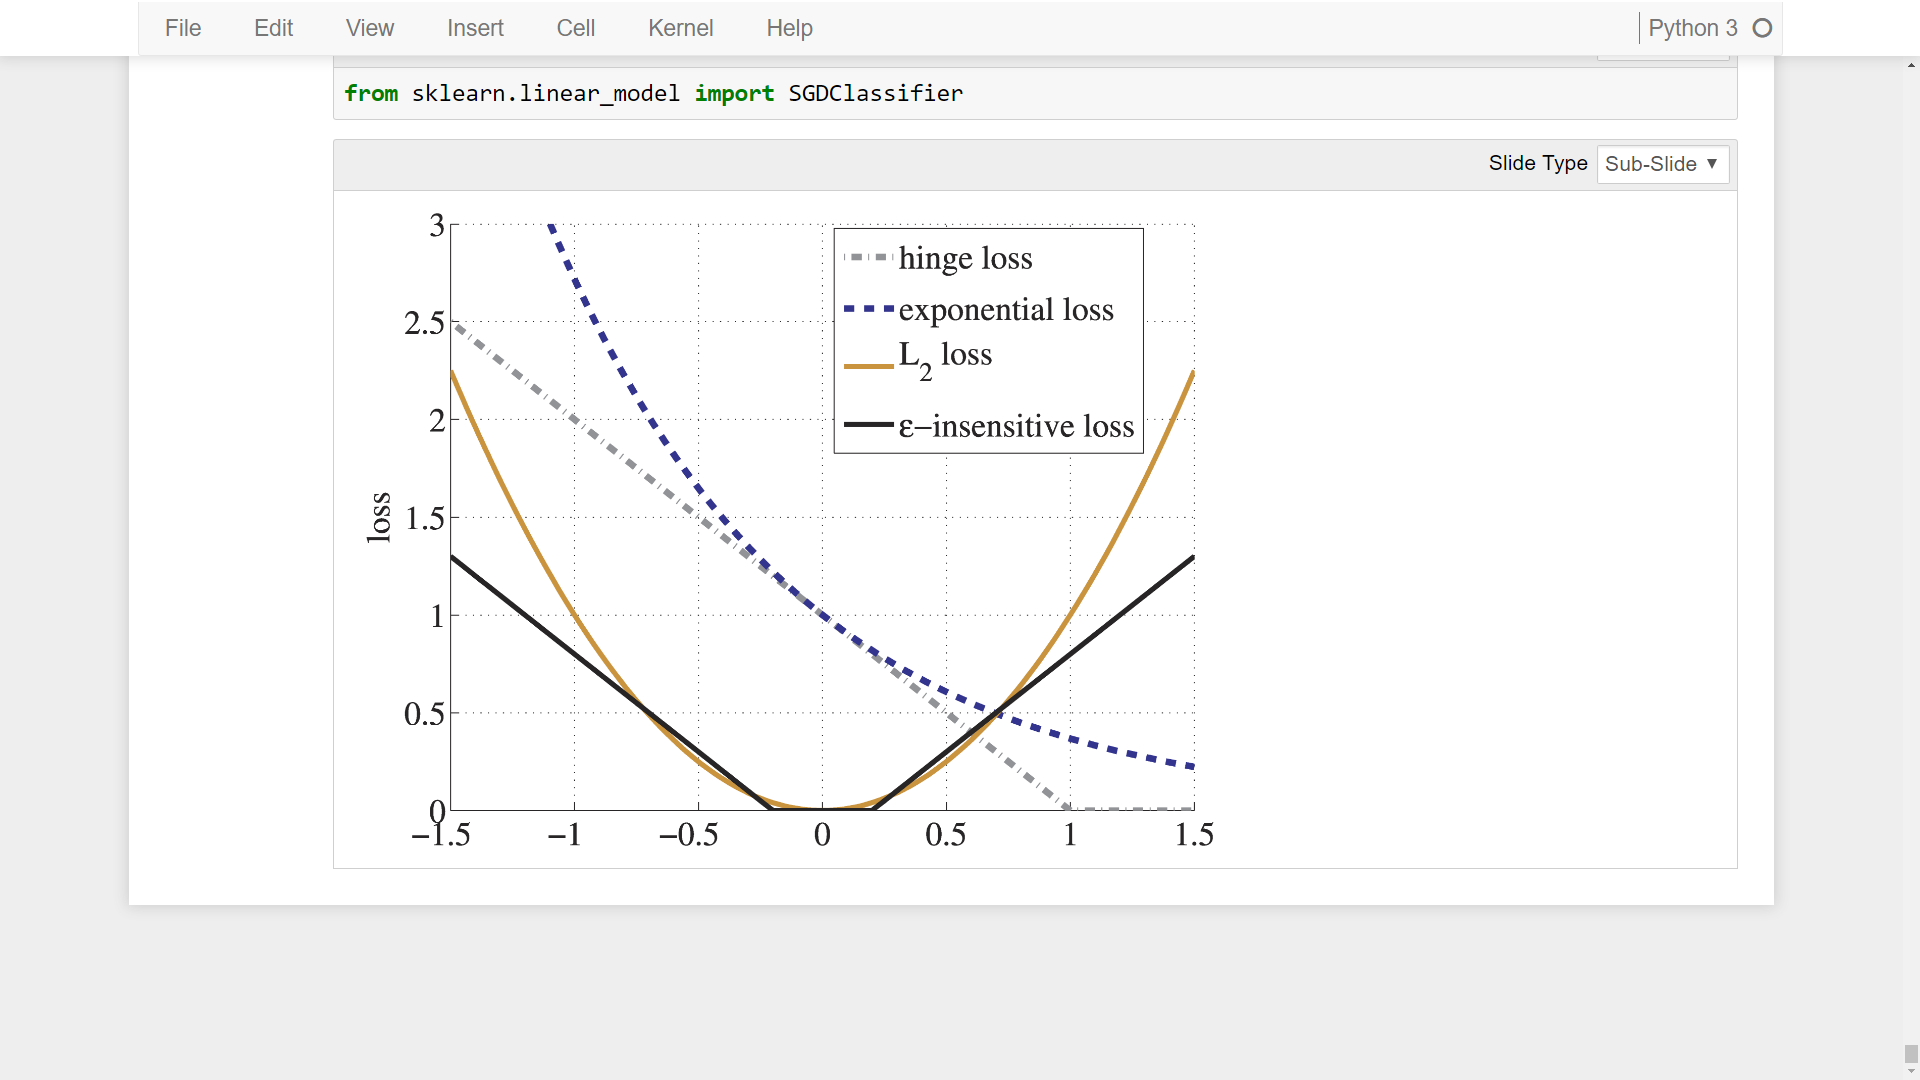 File Edit View Insert Cell Kernel Help Python 3
from sklearn.linear_model import SGDClassifier
Slide Type Sub-Slide
3
2.5
2
1.5
1
0.5
0
loss
hinge loss
exponential loss
L2 loss
ε−insensitive loss
−1.5 −1 −0.5 0 0.5 1 1.5